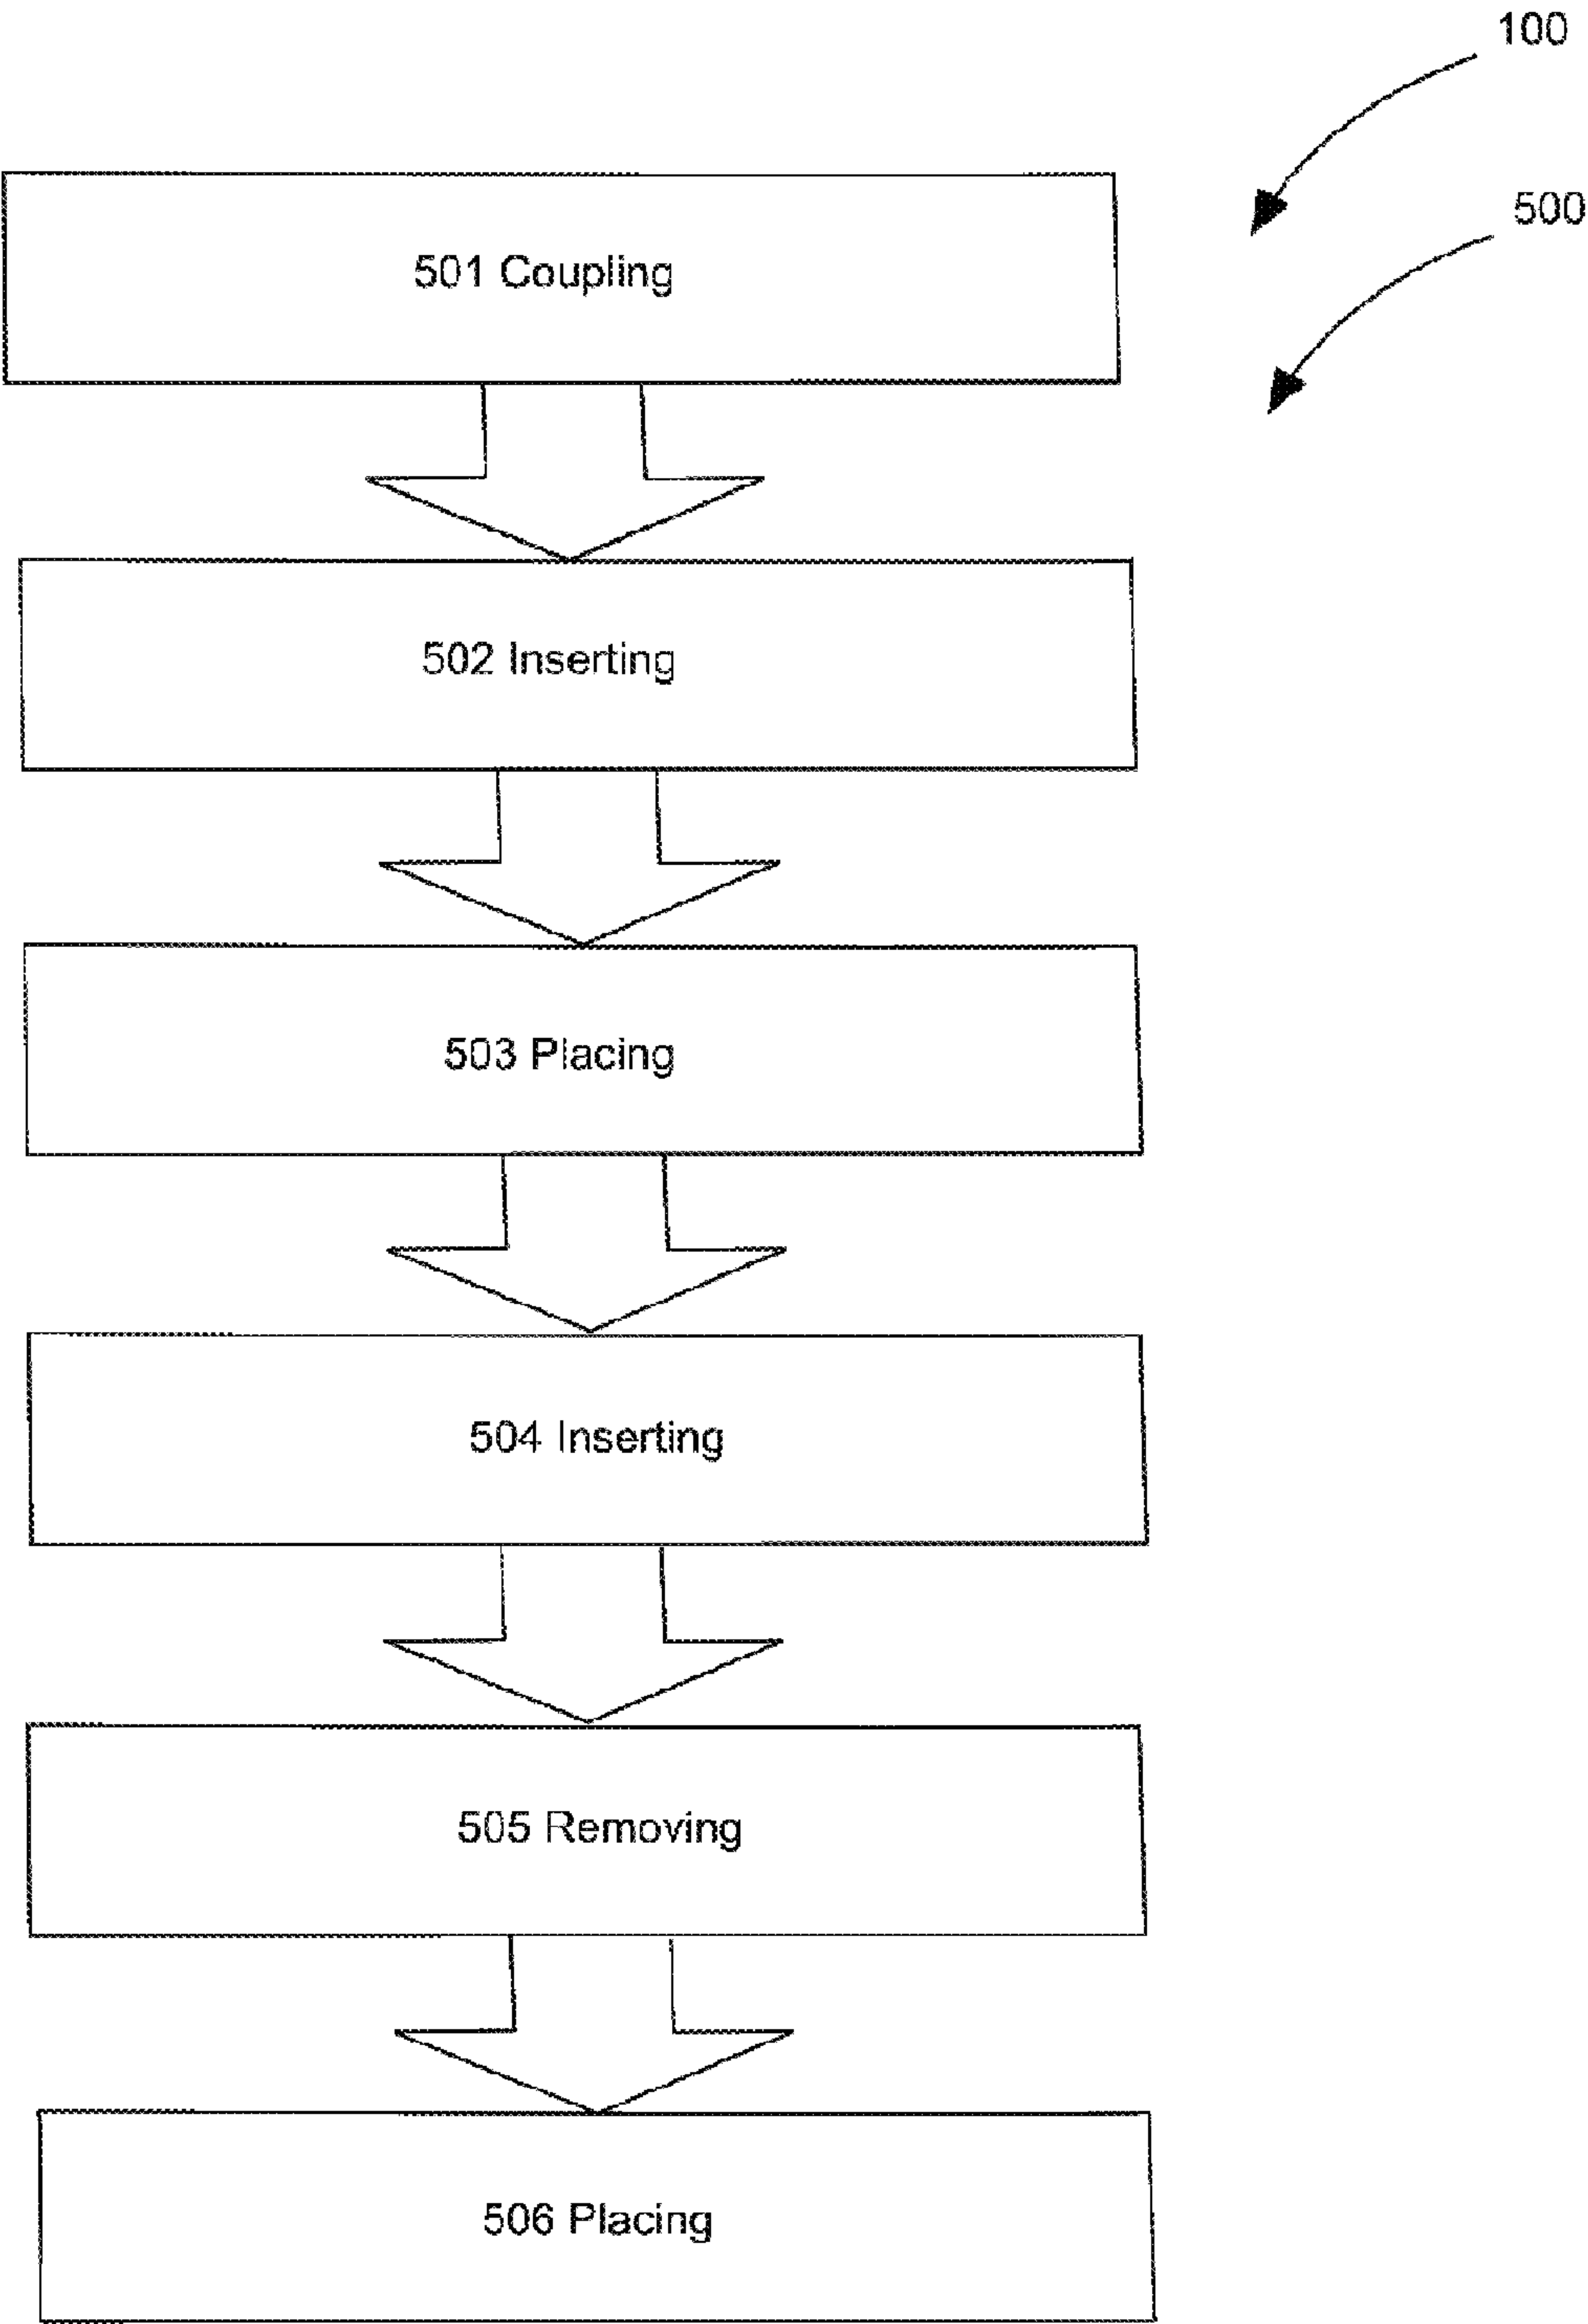 100
500
501 Coupling
502 Inserting
503 Placing
504 Inserting
505 Removing
506 Placing